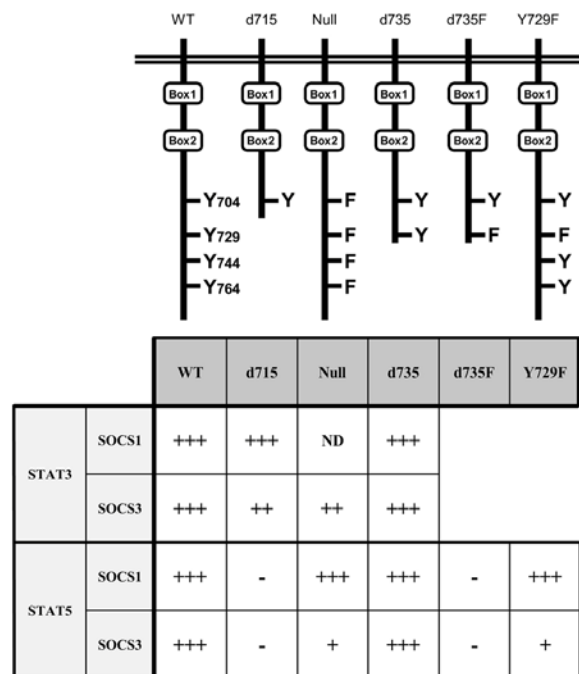 WT d715 Null d735 d735F Y729F
Box1 Box1 Box1 Box1 Box1 Box1
Box2 Box2 Box2 Box2 Box2 Box2
Y704 Y F Y Y Y
Y729 F Y F F
Y744 F Y
Y764 F Y
WT d715 Null d735 d735F Y729F
STAT3 SOCS1 +++ +++ ND +++
SOCS3 +++ ++ ++ +++
STAT5 SOCS1 +++ - +++ +++ - +++
SOCS3 +++ - + +++ - +